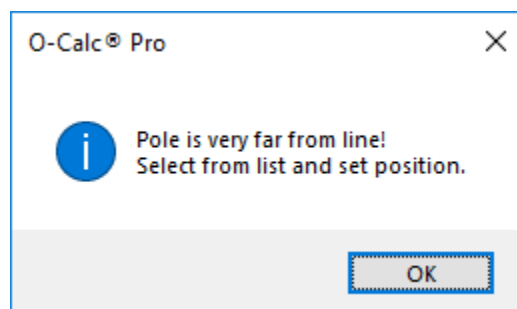 O-Calc® Pro
Pole is very far from line!
Select from list and set position.
OK